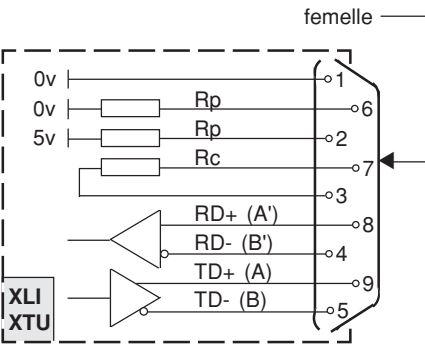 femelle
0v 1
0v Rp 6
5v Rp 2
Rc 7
3
RD+ (A') 8
RD- (B') 4
TD+ (A) 9
TD- (B) 5
XLI
XTU